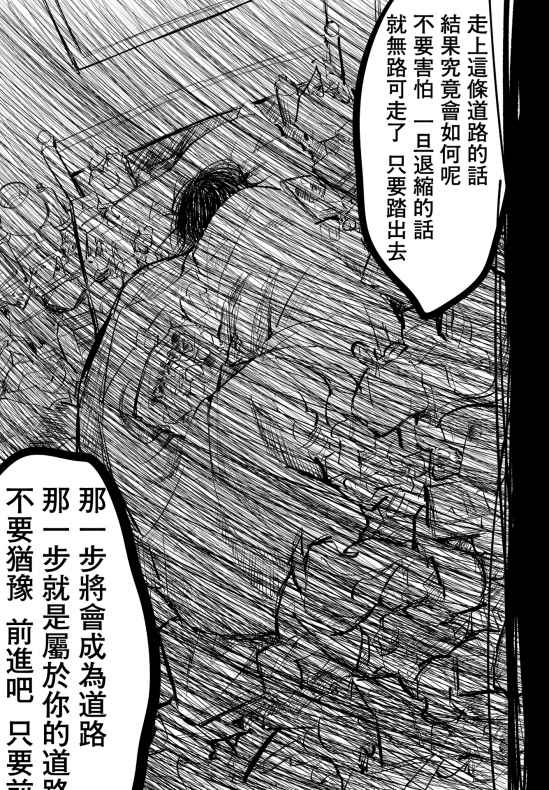 走上這條道路的話
結果究竟會如何呢
不要害怕 一旦退縮的話
就無路可走了 只要踏出去
那一步將會成為道路
那一步就是屬於你的道路
不要猶豫 前進吧 只要前